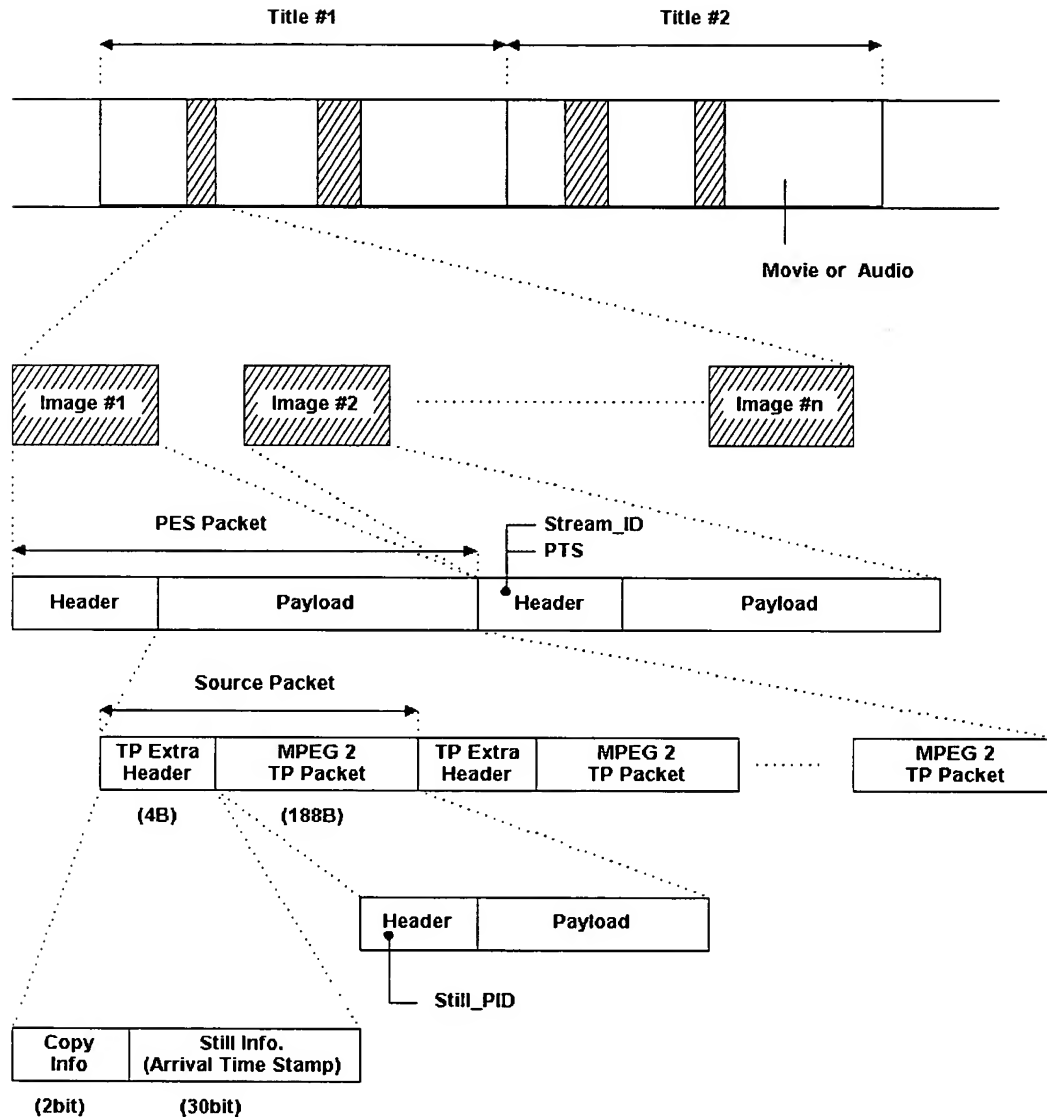 Title #1
Title #2
Movie or Audio
Image #1
Image #2
Image #n
PES Packet
Stream_ID
PTS
Header
Payload
Header
Payload
Source Packet
TP Extra
Header
MPEG 2
TP Packet
TP Extra
Header
MPEG 2
TP Packet
MPEG 2
TP Packet
(4B)
(188B)
Header
Payload
Still_PID
Copy
Info
Still Info.
(Arrival Time Stamp)
(2bit)
(30bit)